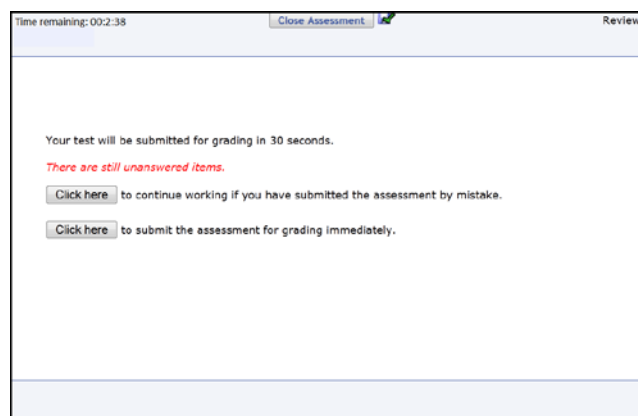 Time remaining: 00:2:38 Close Assessment Review
Your test will be submitted for grading in 30 seconds.
There are still unanswered items.
Click here to continue working if you have submitted the assessment by mistake.
Click here to submit the assessment for grading immediately.